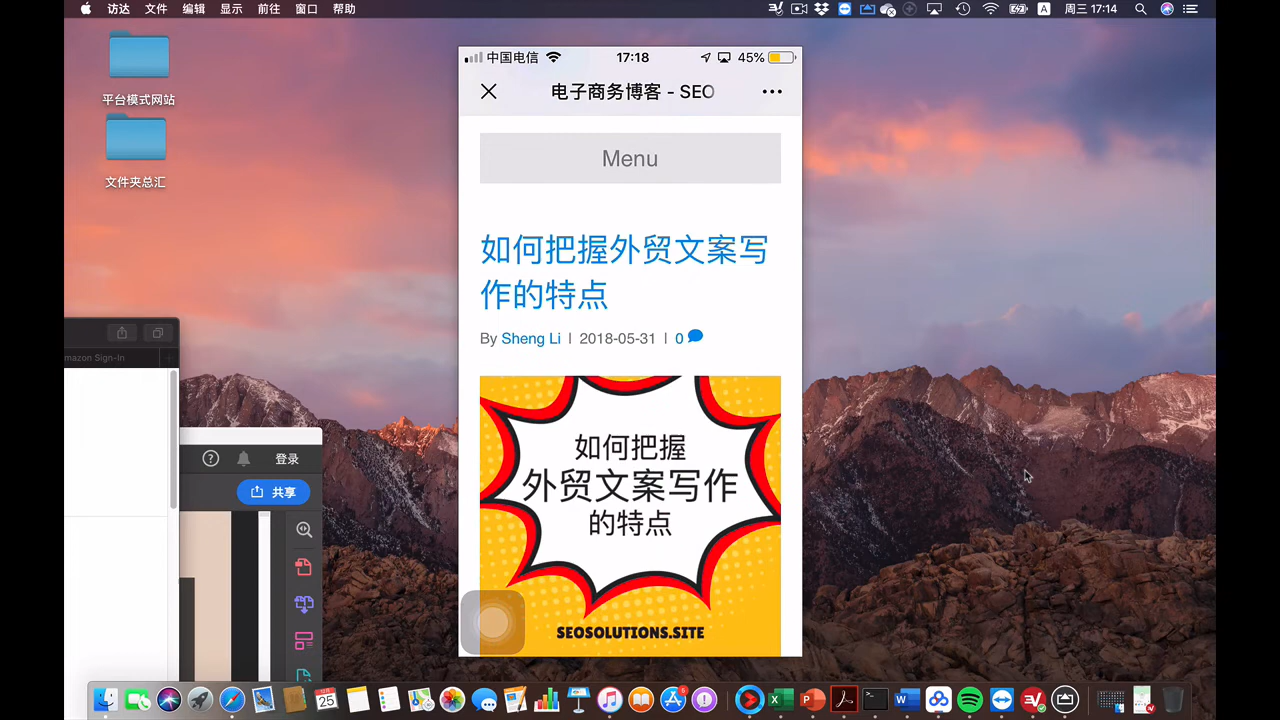 访达 文件 编辑 显示 前往 窗口 帮助
A 周三 17:14
平台模式网站
文件夹总汇
mazon Sign-In
登录
共享
中国电信 17:18 45%
电子商务博客 - SEO
Menu
如何把握外贸文案写
作的特点
By Sheng Li | 2018-05-31 | 0
如何把握
外贸文案写作
的特点
SEOSOLUTIONS.SITE
25